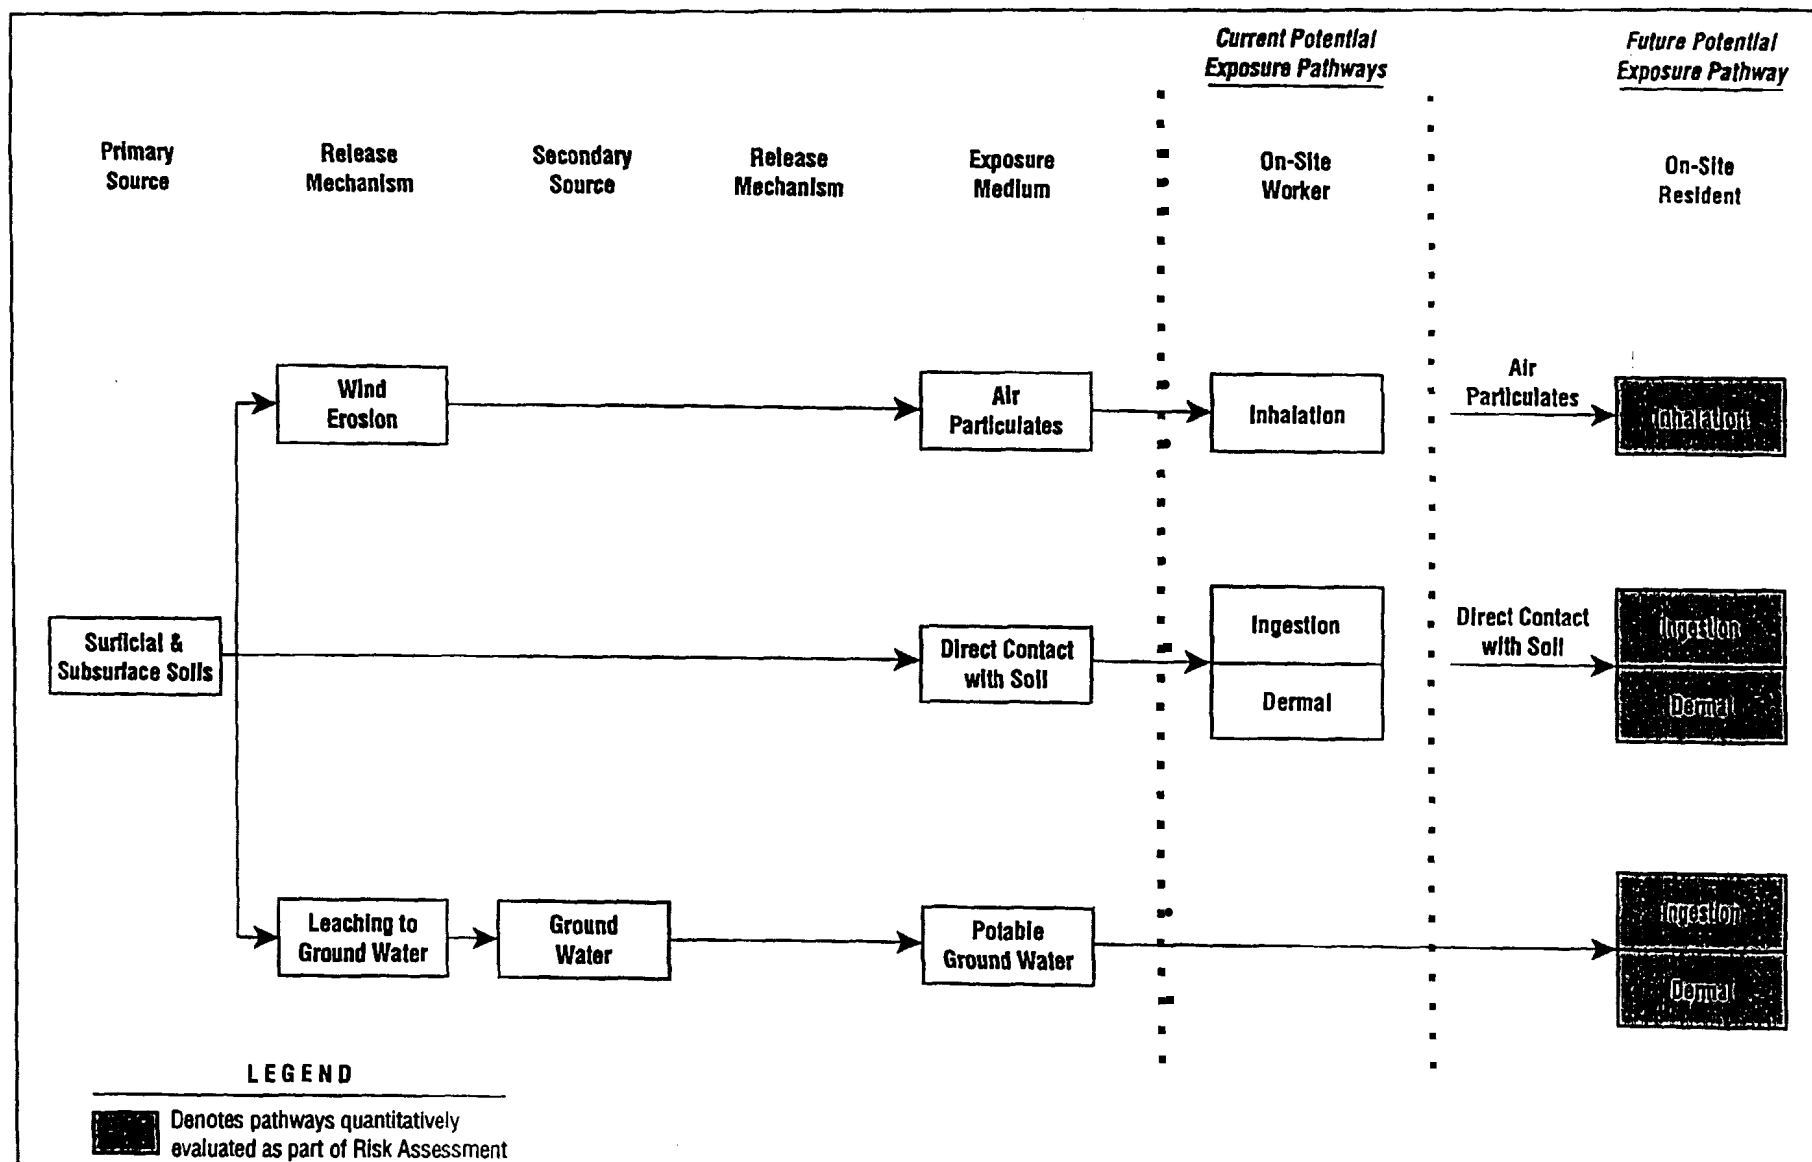 Current Potential
Exposure Pathways
Future Potential
Exposure Pathway
Primary
Source
Release
Mechanism
Secondary
Source
Release
Mechanism
Exposure
Medium
On-Site
Worker
On-Site
Resident
Wind
Erosion
Air
Particulates
Inhalation
Air
Particulates
Inhalation
Surficial &
Subsurface Soils
Direct Contact
with Soil
Ingestion
Dermal
Direct Contact
with Soil
Ingestion
Dermal
Leaching to
Ground Water
Ground
Water
Potable
Ground Water
Ingestion
Dermal
LEGEND
Denotes pathways quantitatively
evaluated as part of Risk Assessment